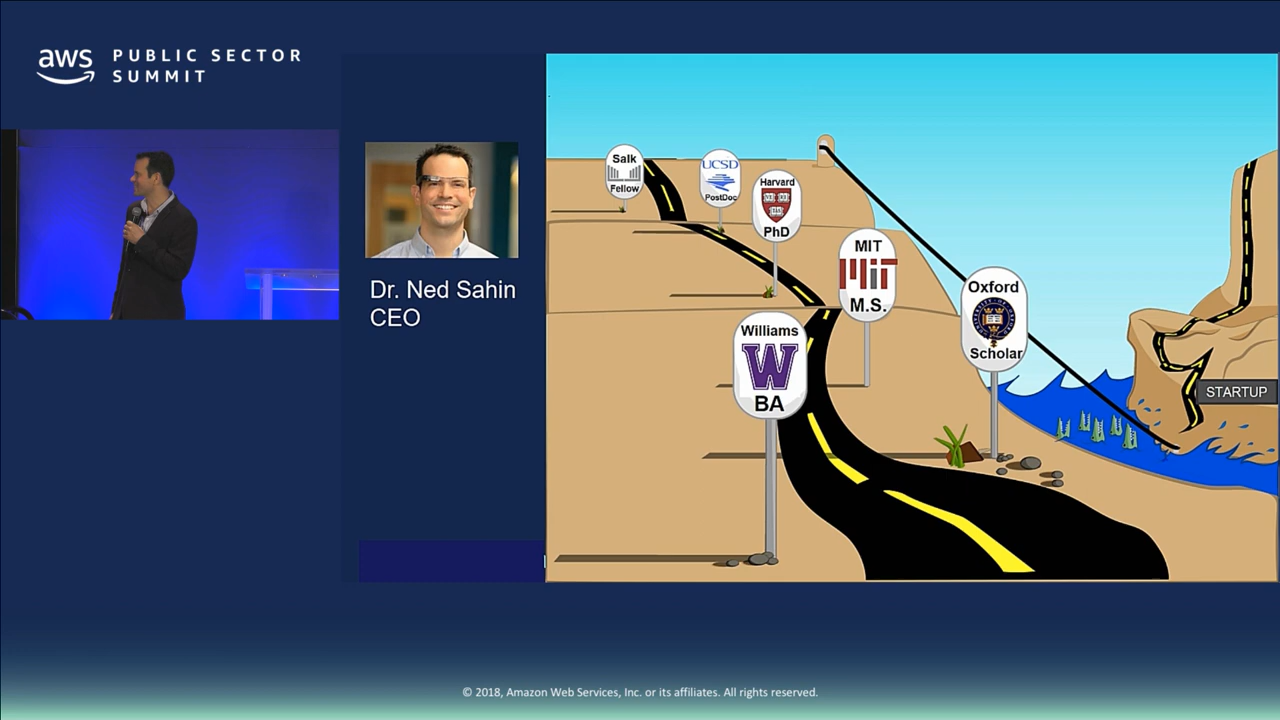 aws PUBLIC SECTOR
SUMMIT
Dr. Ned Sahin
CEO
Salk
Fellow
UCSD
PostDoc
Harvard
PhD
MIT
MIT
M.S.
Oxford
Scholar
Williams
W
BA
STARTUP
© 2018, Amazon Web Services, Inc. or its affiliates. All rights reserved.